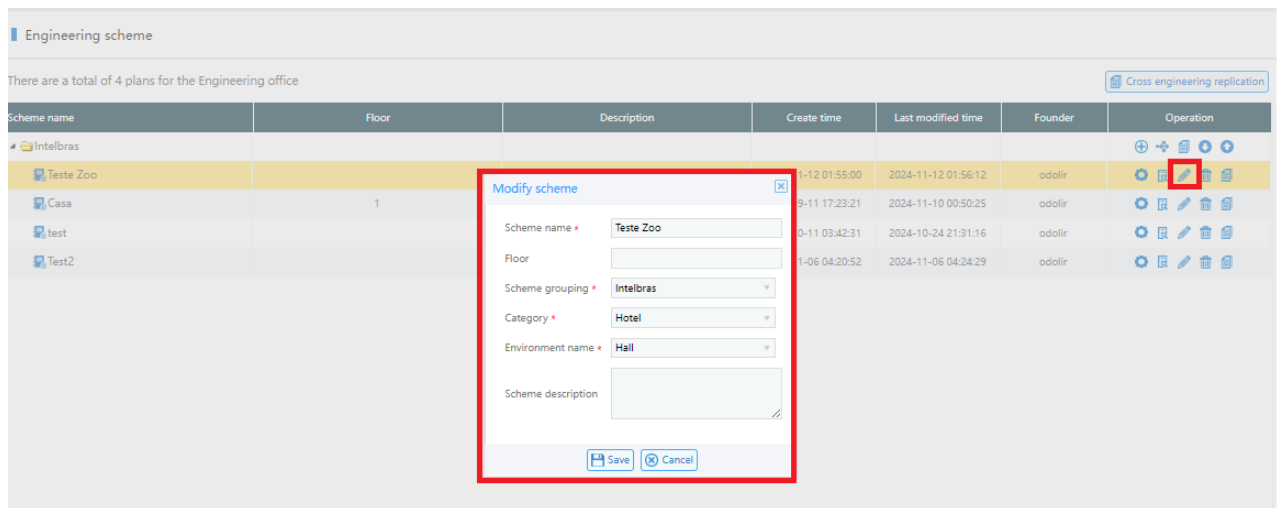 Engineering scheme
There are a total of 4 plans for the Engineering office
Cross engineering replication
Scheme name Floor Description Create time Last modified time Founder Operation
Intelbras
Teste Zoo 1-12 01:55:00 2024-11-12 01:56:12 odolir
Casa 1 9-11 17:23:21 2024-11-10 00:50:25 odolir
test 0-11 03:42:31 2024-10-24 21:31:16 odolir
Test2 1-06 04:20:52 2024-11-06 04:24:29 odolir
Modify scheme
Scheme name * Teste Zoo
Floor
Scheme grouping * Intelbras
Category * Hotel
Environment name * Hall
Scheme description
Save Cancel